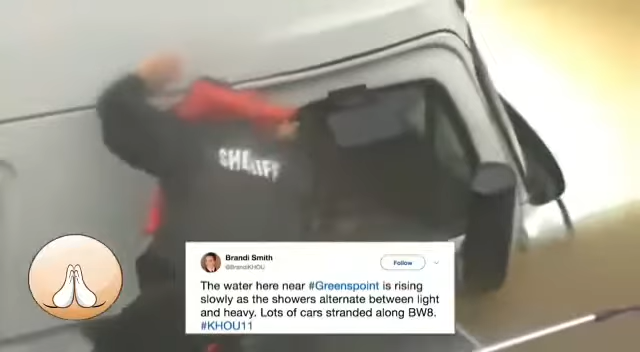 SHERIFF
Brandi Smith
@BrandiKHOU
Follow
The water here near #Greenspoint is rising
slowly as the showers alternate between light
and heavy. Lots of cars stranded along BW8.
#KHOU11